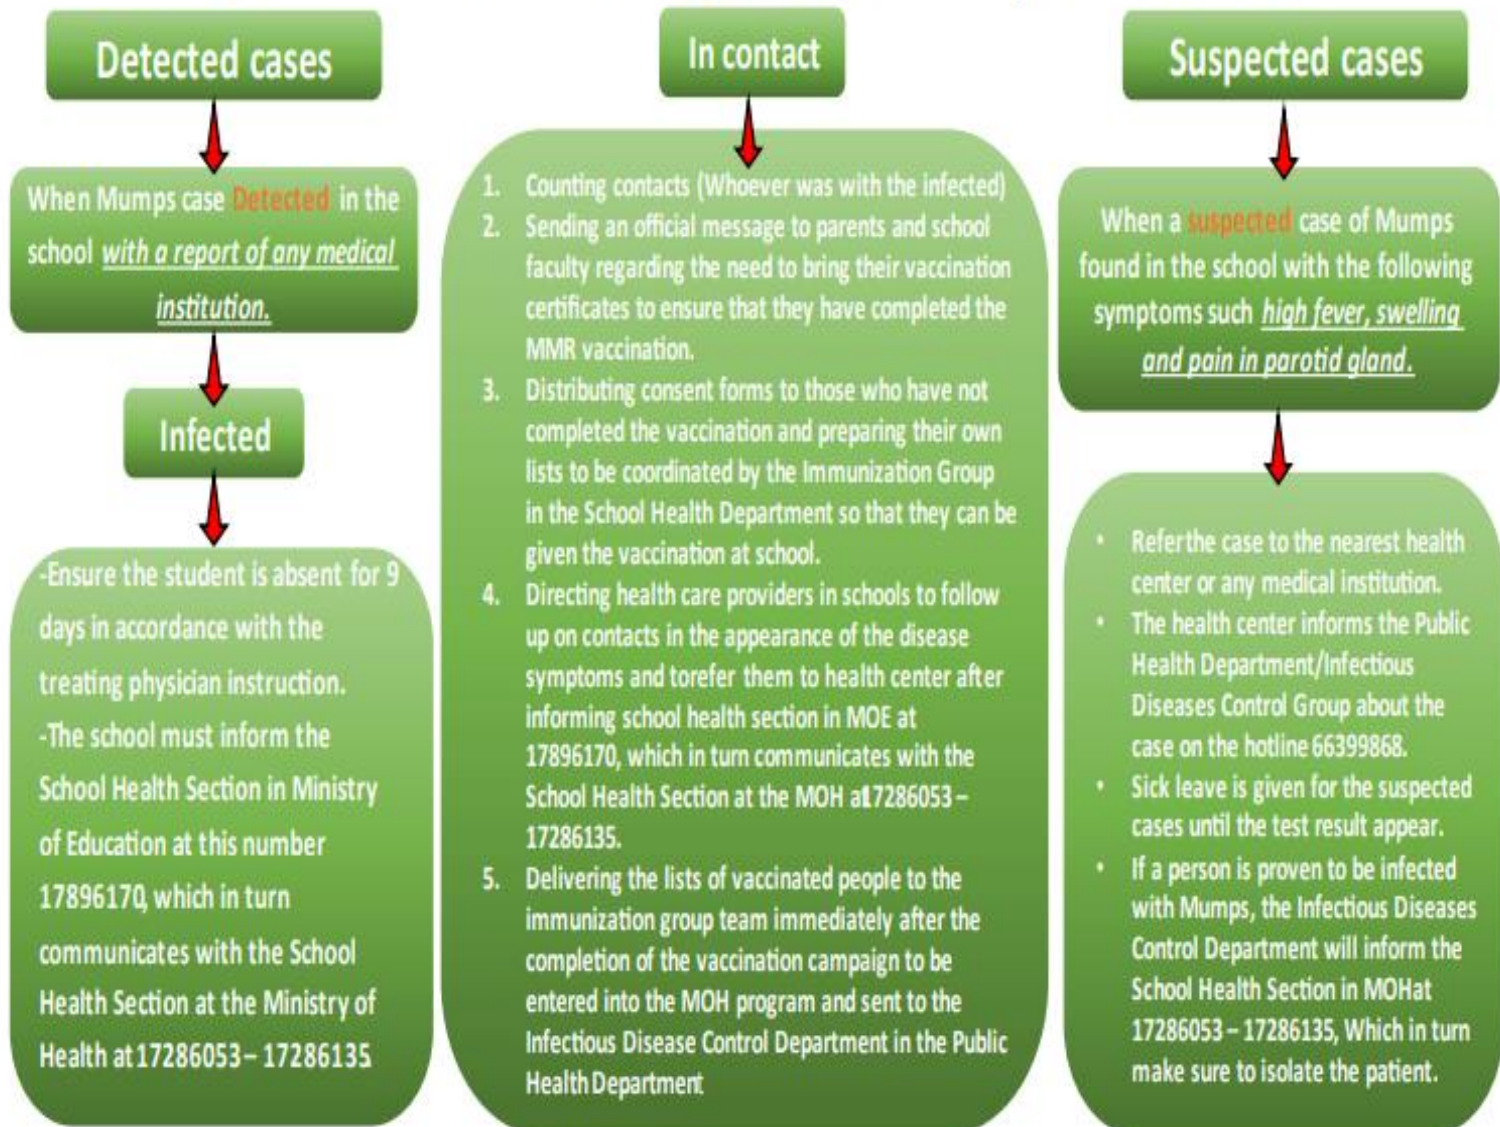 Detected cases
When Mumps case Detected in the
school with a report of any medical
institution.
Infected
-Ensure the student is absent for 9
days in accordance with the
treating physician instruction.
-The school must inform the
School Health Section in Ministry
of Education at this number
17896170, which in turn
communicates with the School
Health Section at the Ministry of
Health at 17286053 – 17286135.
In contact
1. Counting contacts (Whoever was with the infected)
2. Sending an official message to parents and school
faculty regarding the need to bring their vaccination
certificates to ensure that they have completed the
MMR vaccination.
3. Distributing consent forms to those who have not
completed the vaccination and preparing their own
lists to be coordinated by the Immunization Group
in the School Health Department so that they can be
given the vaccination at school.
4. Directing health care providers in schools to follow
up on contacts in the appearance of the disease
symptoms and torefer them to health center after
informing school health section in MOE at
17896170, which in turn communicates with the
School Health Section at the MOH at 17286053 –
17286135.
5. Delivering the lists of vaccinated people to the
immunization group team immediately after the
completion of the vaccination campaign to be
entered into the MOH program and sent to the
Infectious Disease Control Department in the Public
Health Department
Suspected cases
When a suspected case of Mumps
found in the school with the following
symptoms such high fever, swelling
and pain in parotid gland.
• Refer the case to the nearest health
center or any medical institution.
• The health center informs the Public
Health Department/Infectious
Diseases Control Group about the
case on the hotline 66399868.
• Sick leave is given for the suspected
cases until the test result appear.
• If a person is proven to be infected
with Mumps, the Infectious Diseases
Control Department will inform the
School Health Section in MOHat
17286053 – 17286135, Which in turn
make sure to isolate the patient.